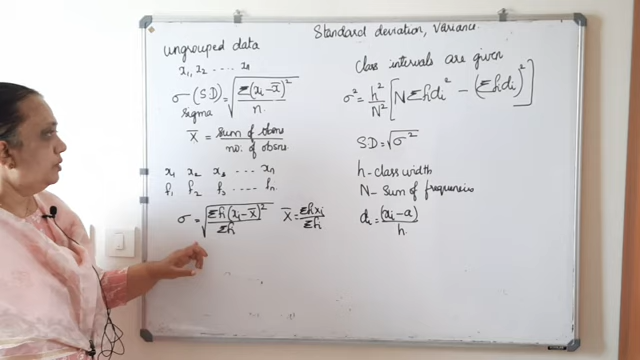 Standard deviation, Variance.
ungrouped data
x₁, x₂ ..... xₙ
σ (SD) = √(Σ(xᵢ - x̄)² / n.)
sigma
x̄ = sum of obsns / no: of obsns.
x₁ x₂ x₃ ... xₙ
f₁ f₂ f₃ .... fₙ
σ = √(Σfᵢ(xᵢ - x̄)² / Σfᵢ) x̄ = Σfᵢxᵢ / Σfᵢ
Class intervals are given
σ² = h²/N² [NΣfᵢdᵢ² - (Σfᵢdᵢ)²]
SD = √σ²
h - class width
N - Sum of frequencies
dᵢ = (xᵢ - a) / h